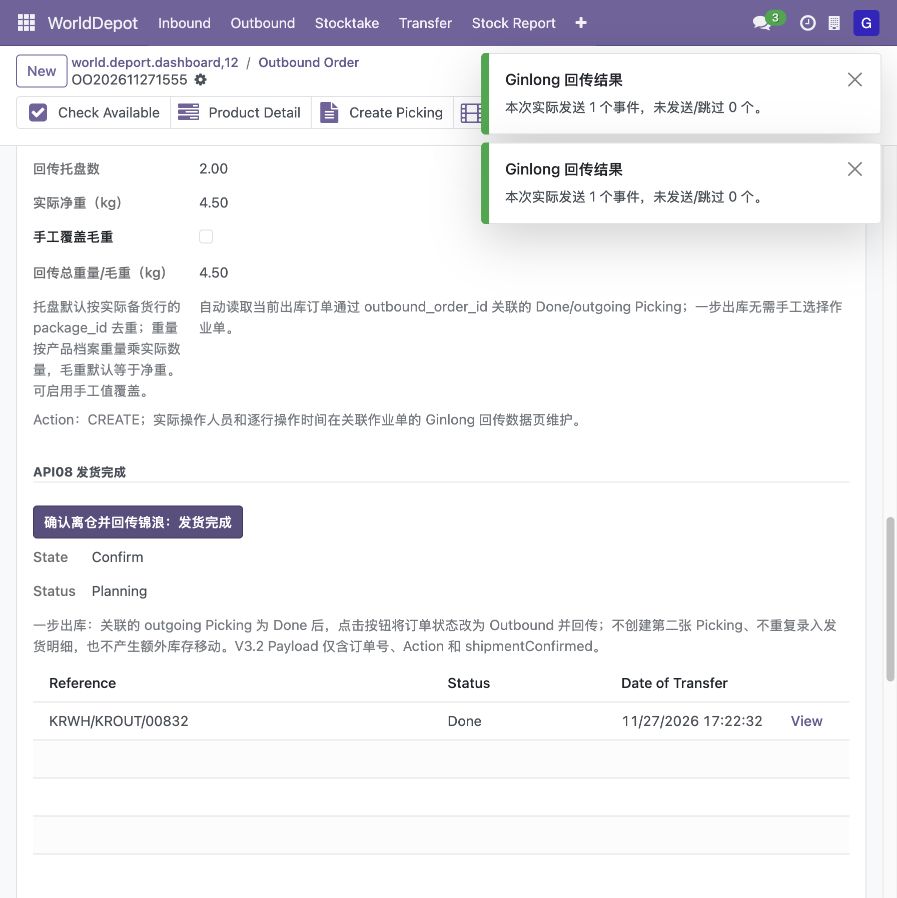 WorldDepot Inbound Outbound Stocktake Transfer Stock Report + 3 G
New
world.deport.dashboard,12 / Outbound Order
OO202611271555
Check Available Product Detail Create Picking
Ginlong 回传结果
本次实际发送 1 个事件，未发送/跳过 0 个。
Ginlong 回传结果
本次实际发送 1 个事件，未发送/跳过 0 个。
回传托盘数 2.00
实际净重（kg） 4.50
手工覆盖毛重
回传总重量/毛重（kg） 4.50
托盘默认按实际备货行的
package_id 去重；重量
按产品档案重量乘实际数
量，毛重默认等于净重。
可启用手工值覆盖。
自动读取当前出库订单通过 outbound_order_id 关联的 Done/outgoing Picking；一步出库无需手工选择作
业单。
Action：CREATE；实际操作人员和逐行操作时间在关联作业单的 Ginlong 回传数据页维护。
API08 发货完成
确认离仓并回传锦浪：发货完成
State Confirm
Status Planning
一步出库：关联的 outgoing Picking 为 Done 后，点击按钮将订单状态改为 Outbound 并回传；不创建第二张 Picking、不重复录入发
货明细，也不产生额外库存移动。V3.2 Payload 仅含订单号、Action 和 shipmentConfirmed。
Reference Status Date of Transfer
KRWH/KROUT/00832 Done 11/27/2026 17:22:32 View